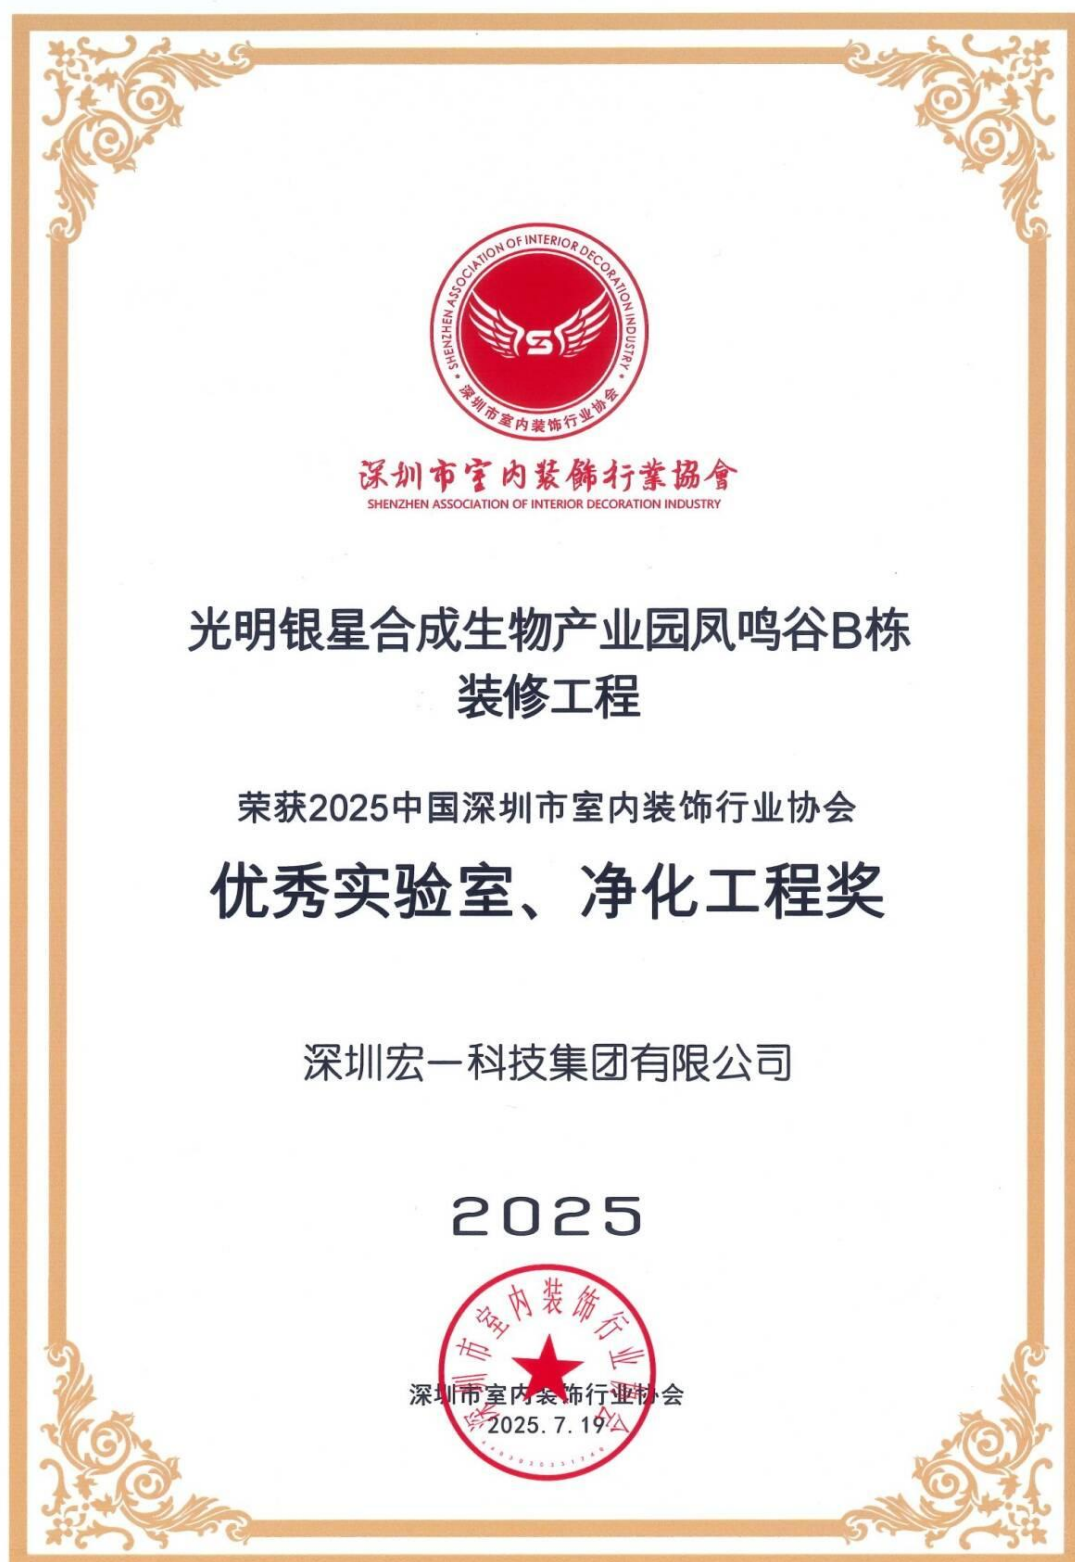 SHENZHEN ASSOCIATION OF INTERIOR DECORATION INDUSTRY
深圳市室内装饰行业协会
S
深圳市室内装飾行業協會
SHENZHEN ASSOCIATION OF INTERIOR DECORATION INDUSTRY
光明银星合成生物产业园凤鸣谷B栋
装修工程
荣获2025中国深圳市室内装饰行业协会
优秀实验室、净化工程奖
深圳宏一科技集团有限公司
2025
深圳市室内装饰行业协会
深圳市室内装饰行业协会
2025.7.19